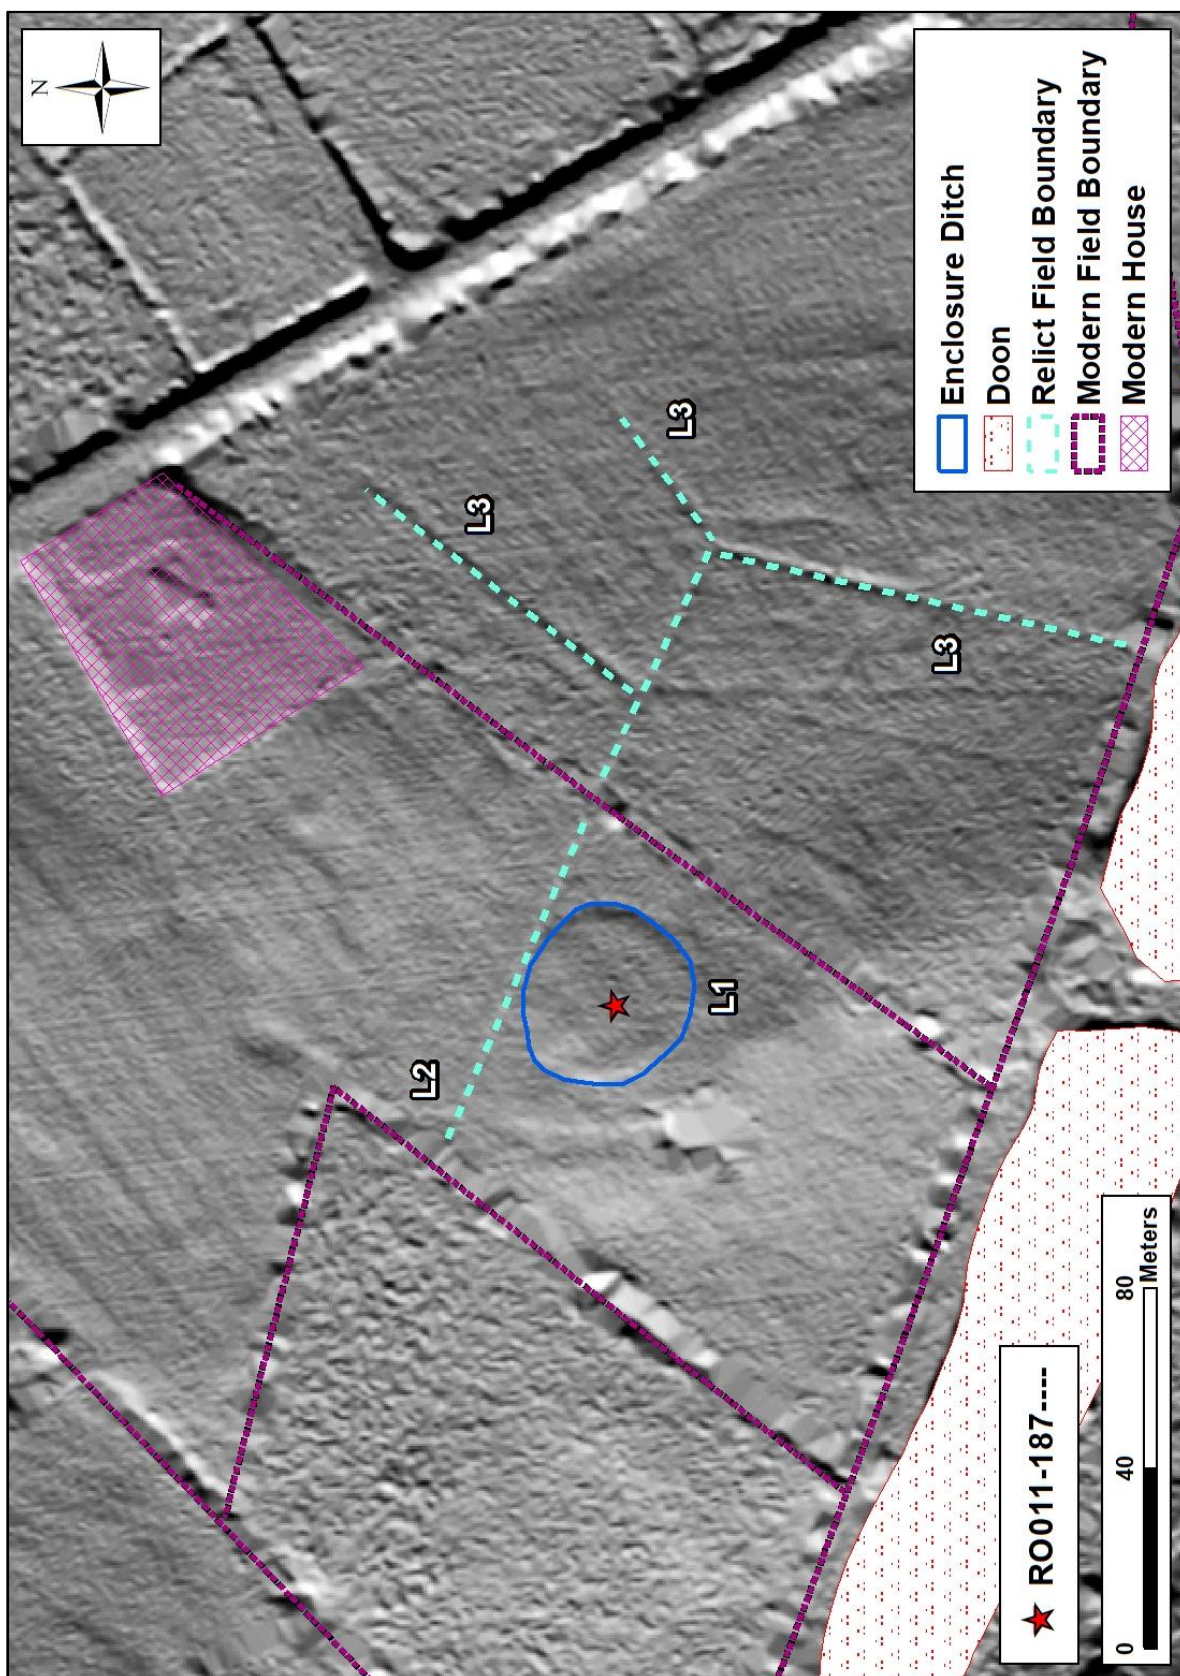 N
L3
L3
L2
L1
L3
Enclosure Ditch
Doon
Relict Field Boundary
Modern Field Boundary
Modern House
RO011-187----
0 40 80
Meters